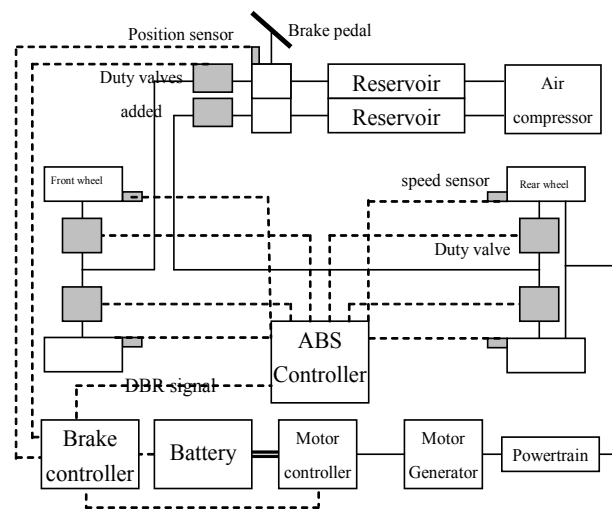 Position sensor
Brake pedal
Duty valves
added
Reservoir
Reservoir
Air
compressor
Front wheel
speed sensor
Rear wheel
Duty valve
ABS
Controller
DBR signal
Brake
controller
Battery
Motor
controller
Motor
Generator
Powertrain